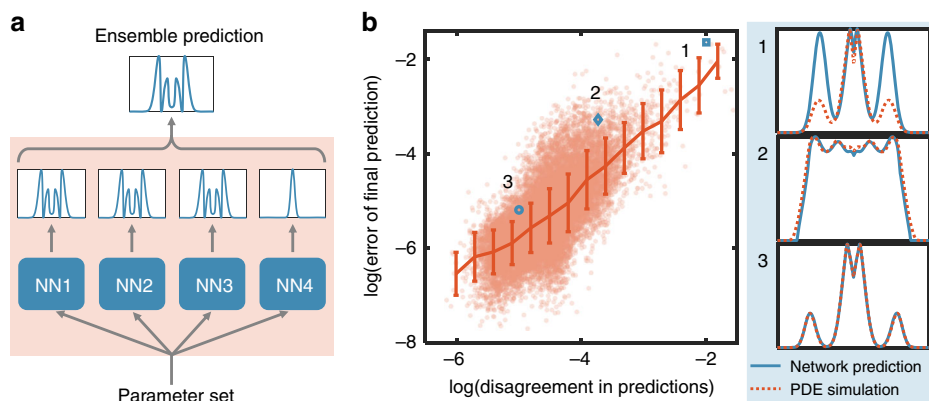 a
Ensemble prediction
NN1 NN2 NN3 NN4
Parameter set
b
log(error of final prediction)
−2
−4
−6
−8
−6 −4 −2
log(disagreement in predictions)
1
2
3
1
2
3
Network prediction
PDE simulation